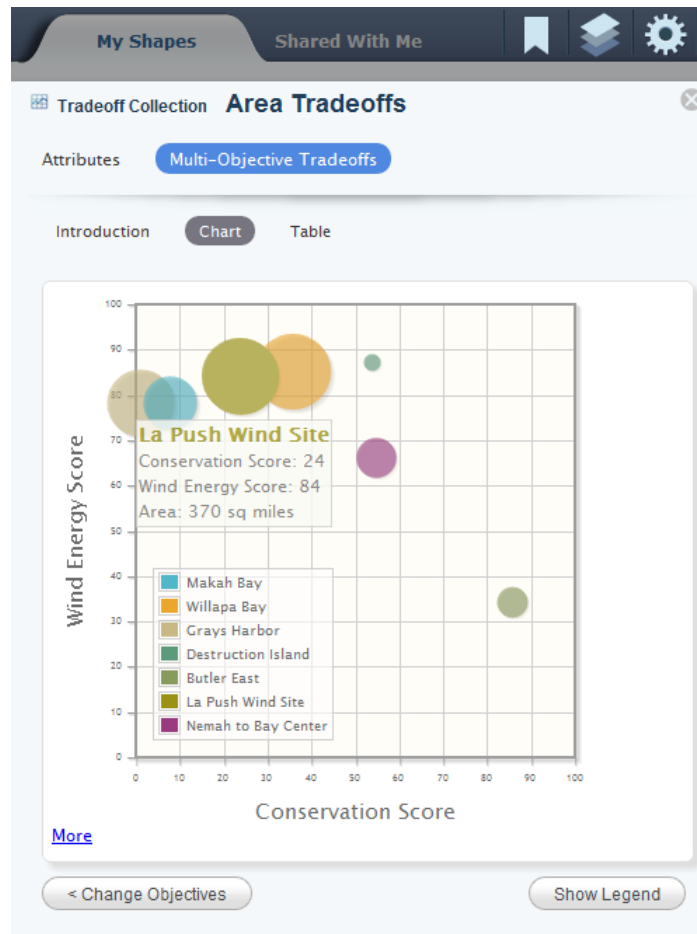 My Shapes
Shared With Me
Tradeoff Collection Area Tradeoffs
Attributes
Multi-Objective Tradeoffs
Introduction
Chart
Table
100
90
80
70
60
50
40
30
20
10
0
Wind Energy Score
La Push Wind Site
Conservation Score: 24
Wind Energy Score: 84
Area: 370 sq miles
Makah Bay
Willapa Bay
Grays Harbor
Destruction Island
Butler East
La Push Wind Site
Nemah to Bay Center
0 10 20 30 40 50 60 70 80 90 100
Conservation Score
More
< Change Objectives
Show Legend